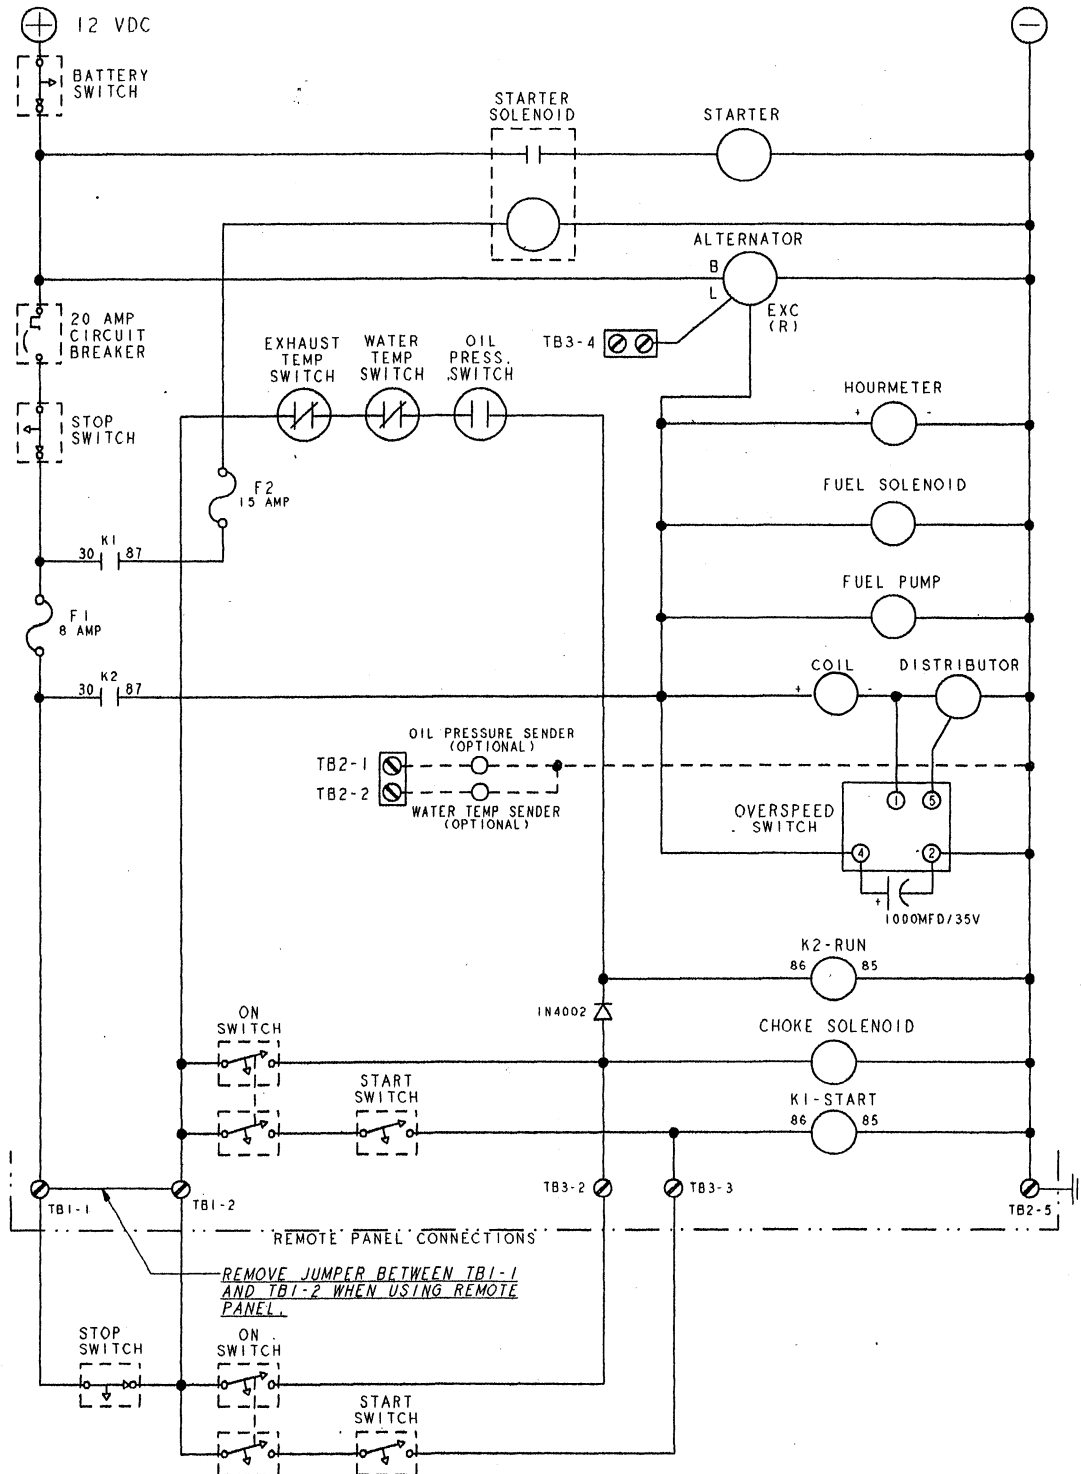 12 VDC
BATTERY
SWITCH
STARTER
SOLENOID
STARTER
ALTERNATOR
B
L
EXC
(R)
TB3-4
20 AMP
CIRCUIT
BREAKER
EXHAUST
TEMP
SWITCH
WATER
TEMP
SWITCH
OIL
PRESS.
SWITCH
HOURMETER
+ -
STOP
SWITCH
F2
15 AMP
FUEL SOLENOID
K1
30 87
FUEL PUMP
F1
8 AMP
K2
30 87
COIL
+ -
DISTRIBUTOR
OIL PRESSURE SENDER
(OPTIONAL)
TB2-1
TB2-2
WATER TEMP SENDER
(OPTIONAL)
OVERSPEED
SWITCH
1 5
4 2
+
1000MFD/35V
K2-RUN
86 85
1N4002
ON
SWITCH
CHOKE SOLENOID
START
SWITCH
K1-START
86 85
TB1-1
TB1-2
TB3-2
TB3-3
TB2-5
REMOTE PANEL CONNECTIONS
REMOVE JUMPER BETWEEN TB1-1
AND TB1-2 WHEN USING REMOTE
PANEL.
STOP
SWITCH
ON
SWITCH
START
SWITCH